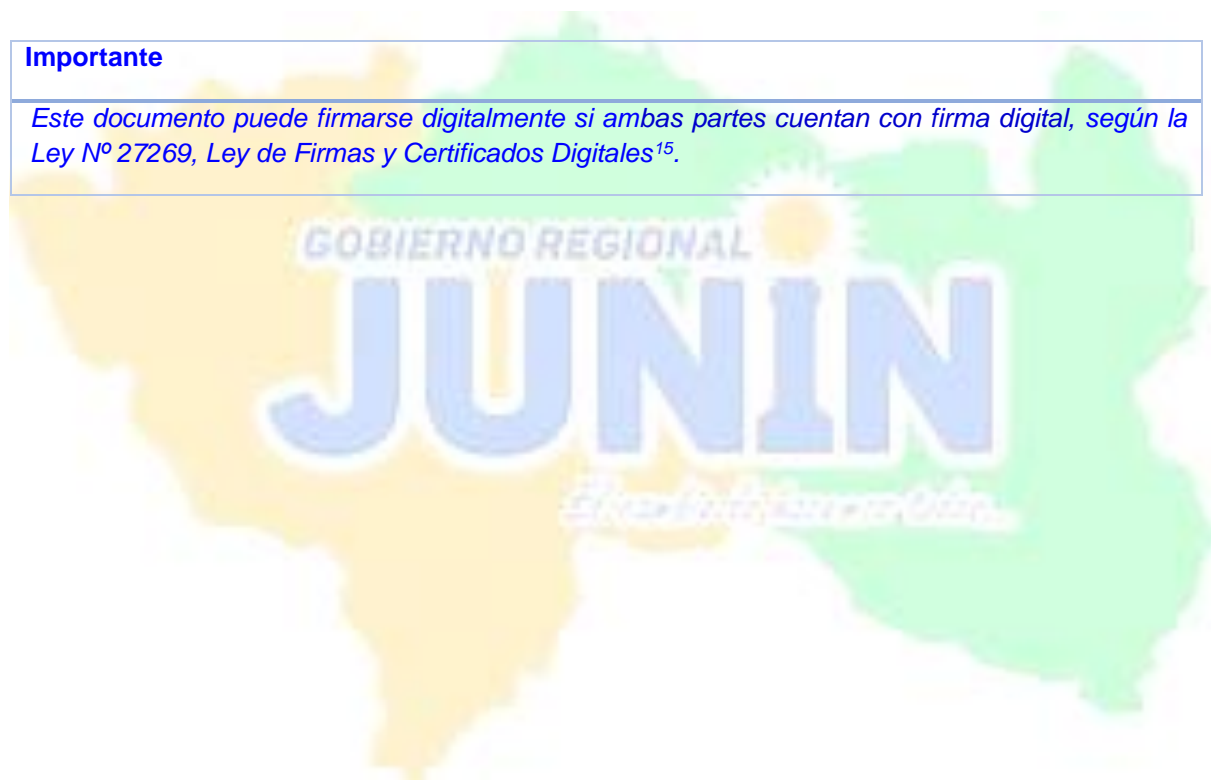 Importante
Este documento puede firmarse digitalmente si ambas partes cuentan con firma digital, según la
Ley Nº 27269, Ley de Firmas y Certificados Digitales¹⁵.
GOBIERNO REGIONAL
JUNIN